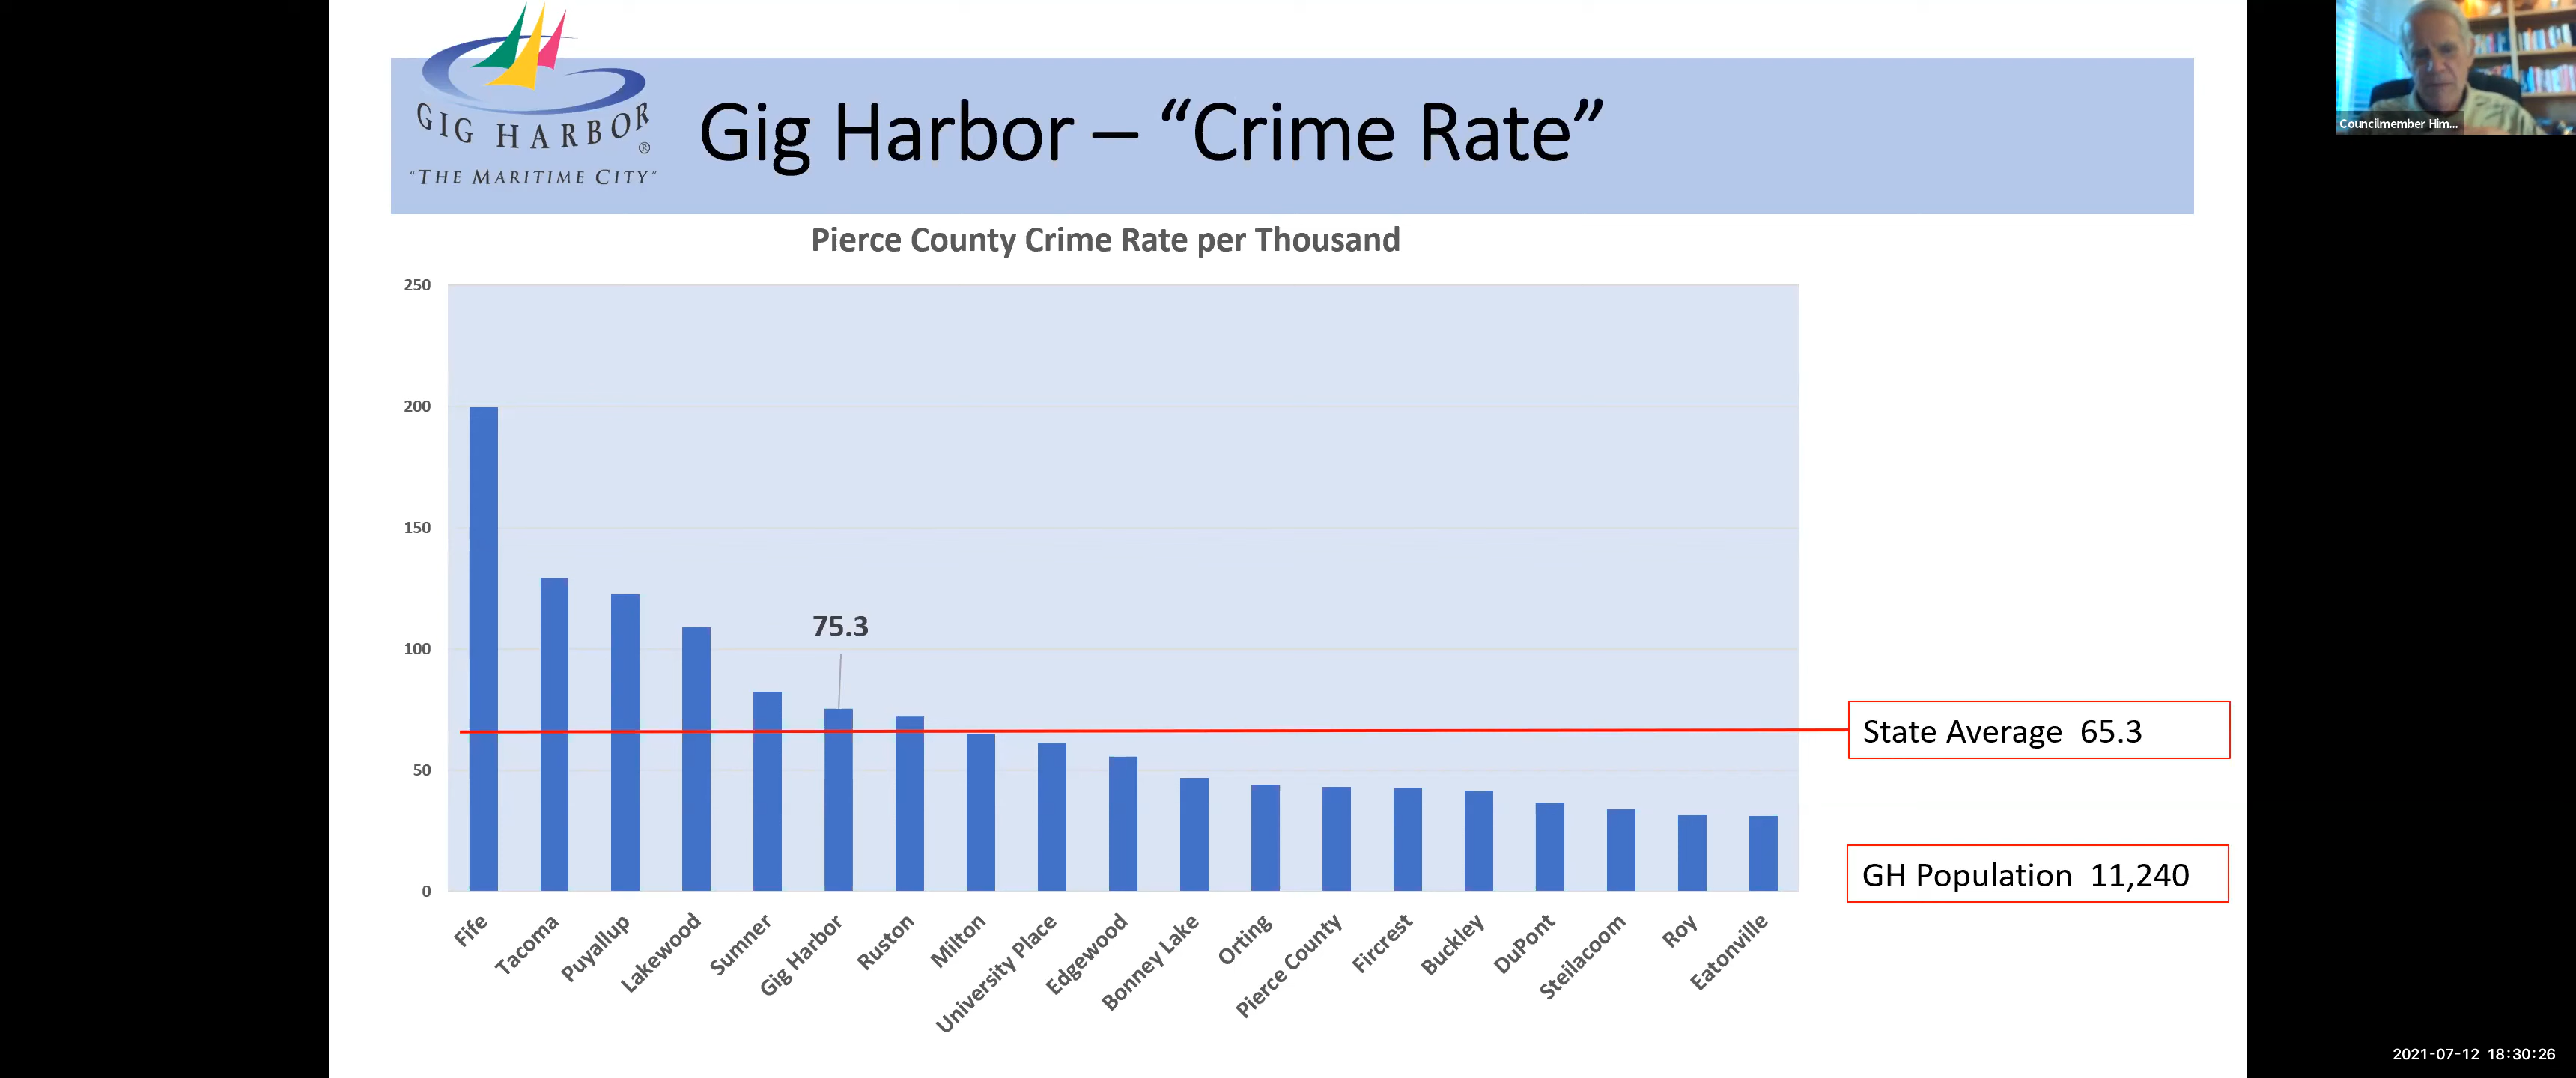 GIG HARBOR
®
"THE MARITIME CITY"
Gig Harbor – “Crime Rate”
Councilmember Him...
Pierce County Crime Rate per Thousand
250
200
150
100
50
0
75.3
State Average 65.3
GH Population 11,240
Fife
Tacoma
Puyallup
Lakewood
Sumner
Gig Harbor
Ruston
Milton
University Place
Edgewood
Bonney Lake
Orting
Pierce County
Fircrest
Buckley
DuPont
Steilacoom
Roy
Eatonville
2021-07-12 18:30:26